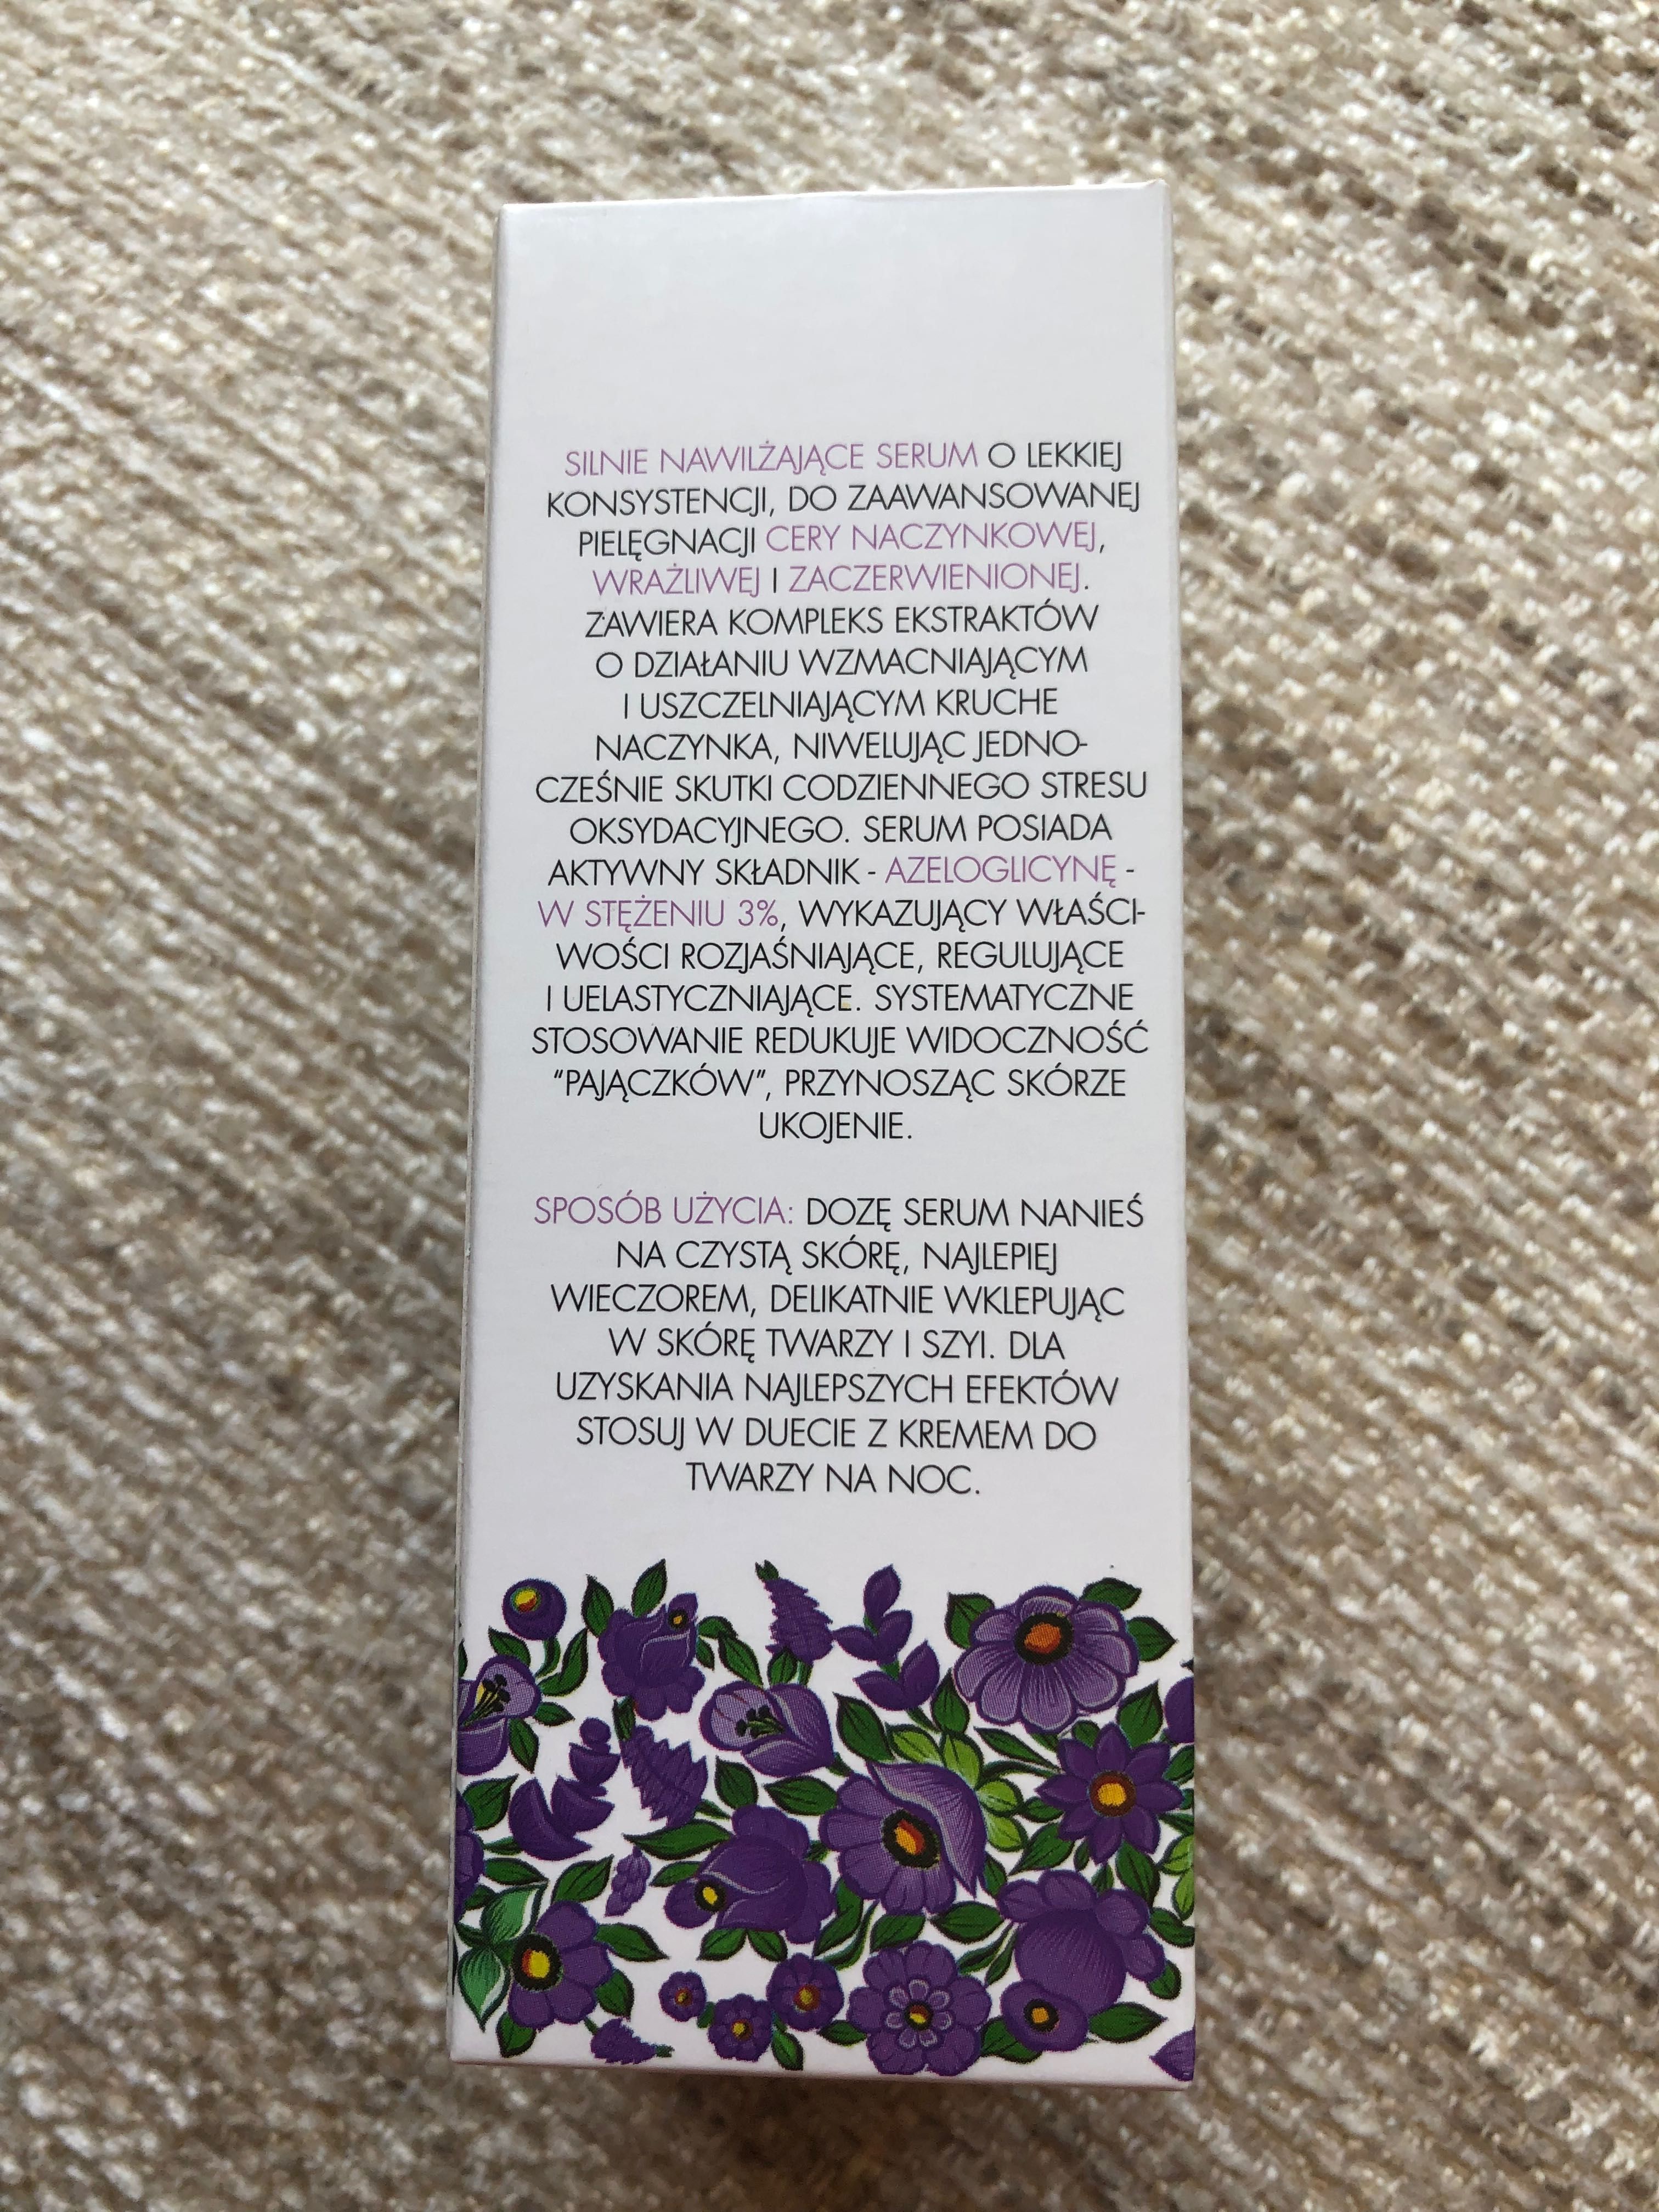 SILNIE NAWILŻAJĄCE SERUM O LEKKIEJ
KONSYSTENCJI, DO ZAAWANSOWANEJ
PIELĘGNACJI CERY NACZYNKOWEJ,
WRAŻLIWEJ I ZACZERWIENIONEJ.
ZAWIERA KOMPLEKS EKSTRAKTÓW
O DZIAŁANIU WZMACNIAJĄCYM
I USZCZELNIAJĄCYM KRUCHE
NACZYNKA, NIWELUJĄC JEDNO-
CZEŚNIE SKUTKI CODZIENNEGO STRESU
OKSYDACYJNEGO. SERUM POSIADA
AKTYWNY SKŁADNIK - AZELOGLICYNĘ -
W STĘŻENIU 3%, WYKAZUJĄCY WŁAŚCI-
WOŚCI ROZJAŚNIAJĄCE, REGULUJĄCE
I UELASTYCZNIAJĄCE. SYSTEMATYCZNE
STOSOWANIE REDUKUJE WIDOCZNOŚĆ
“PAJĄCZKÓW”, PRZYNOSZĄC SKÓRZE
UKOJENIE.
SPOSÓB UŻYCIA: DOZĘ SERUM NANIEŚ
NA CZYSTĄ SKÓRĘ, NAJLEPIEJ
WIECZOREM, DELIKATNIE WKLEPUJĄC
W SKÓRĘ TWARZY I SZYI. DLA
UZYSKANIA NAJLEPSZYCH EFEKTÓW
STOSUJ W DUECIE Z KREMEM DO
TWARZY NA NOC.